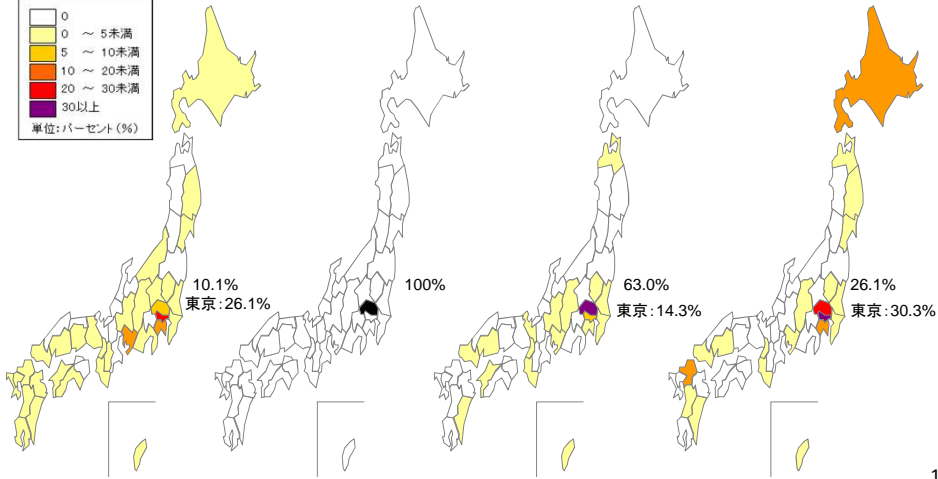 0
0 ～ 5未満
5 ～ 10未満
10 ～ 20未満
20 ～ 30未満
30以上
単位：パーセント（%）
10.1%
東京：26.1%
100%
63.0%
東京：14.3%
26.1%
東京：30.3%
1